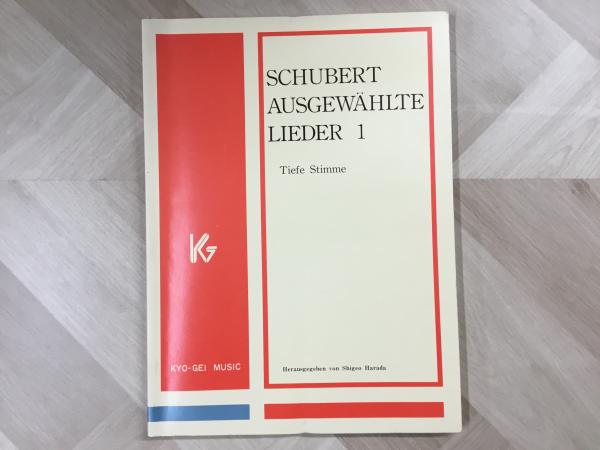 SCHUBERT
AUSGEWÄHLTE
LIEDER 1
Tiefe Stimme
KG
KYO-GEI MUSIC
Herausgegeben von Shigeo Harada